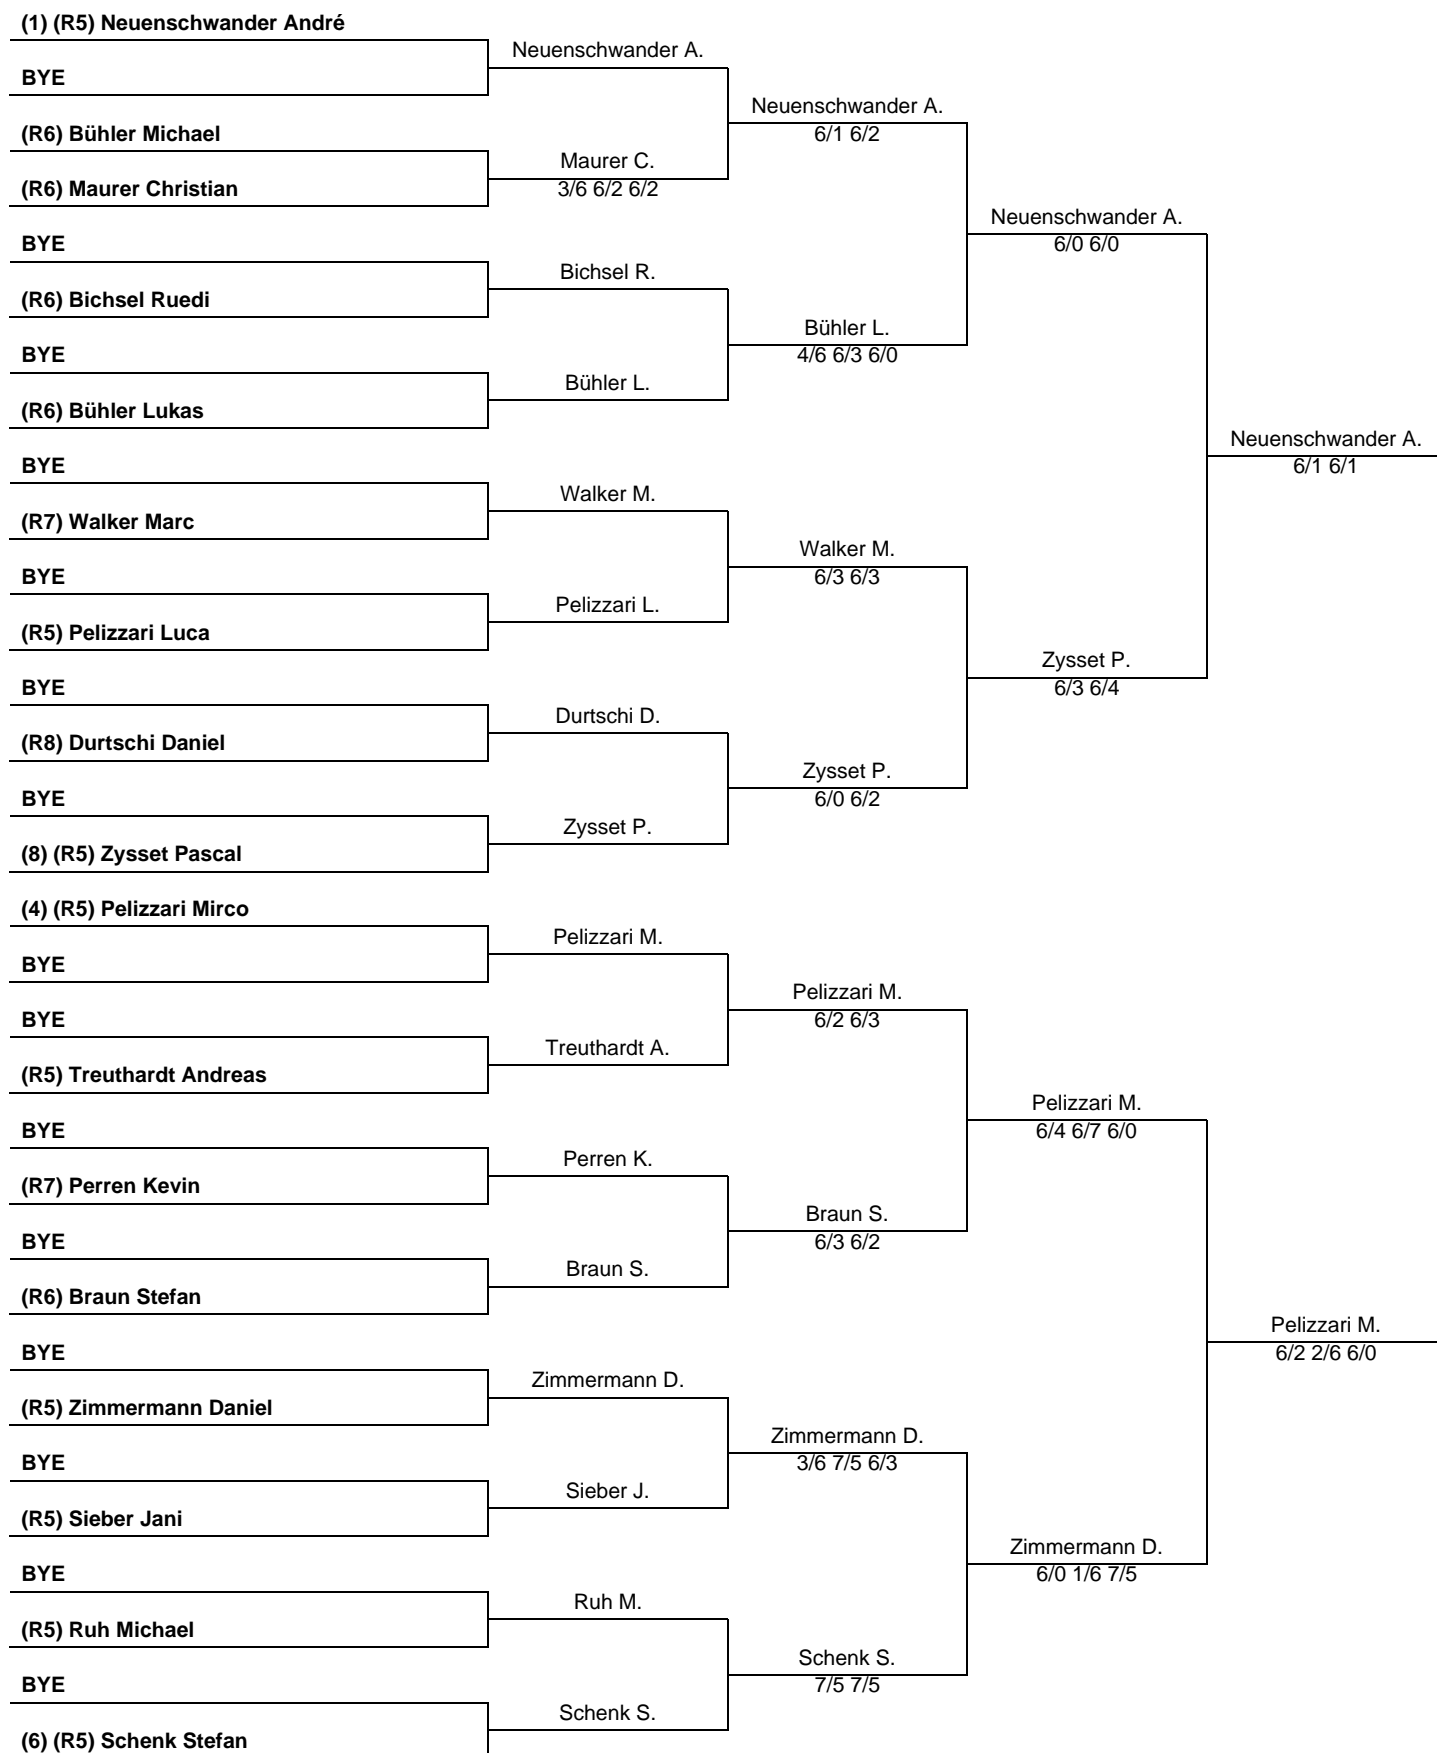 (1) (R5) Neuenschwander André
BYE
(R6) Bühler Michael
(R6) Maurer Christian
BYE
(R6) Bichsel Ruedi
BYE
(R6) Bühler Lukas
BYE
(R7) Walker Marc
BYE
(R5) Pelizzari Luca
BYE
(R8) Durtschi Daniel
BYE
(8) (R5) Zysset Pascal
(4) (R5) Pelizzari Mirco
BYE
BYE
(R5) Treuthardt Andreas
BYE
(R7) Perren Kevin
BYE
(R6) Braun Stefan
BYE
(R5) Zimmermann Daniel
BYE
(R5) Sieber Jani
BYE
(R5) Ruh Michael
BYE
(6) (R5) Schenk Stefan
Neuenschwander A.
Maurer C.
3/6 6/2 6/2
Bichsel R.
Bühler L.
Walker M.
Pelizzari L.
Durtschi D.
Zysset P.
Pelizzari M.
Treuthardt A.
Perren K.
Braun S.
Zimmermann D.
Sieber J.
Ruh M.
Schenk S.
Neuenschwander A.
6/1 6/2
Bühler L.
4/6 6/3 6/0
Walker M.
6/3 6/3
Zysset P.
6/0 6/2
Pelizzari M.
6/2 6/3
Braun S.
6/3 6/2
Zimmermann D.
3/6 7/5 6/3
Schenk S.
7/5 7/5
Neuenschwander A.
6/0 6/0
Zysset P.
6/3 6/4
Pelizzari M.
6/4 6/7 6/0
Zimmermann D.
6/0 1/6 7/5
Neuenschwander A.
6/1 6/1
Pelizzari M.
6/2 2/6 6/0